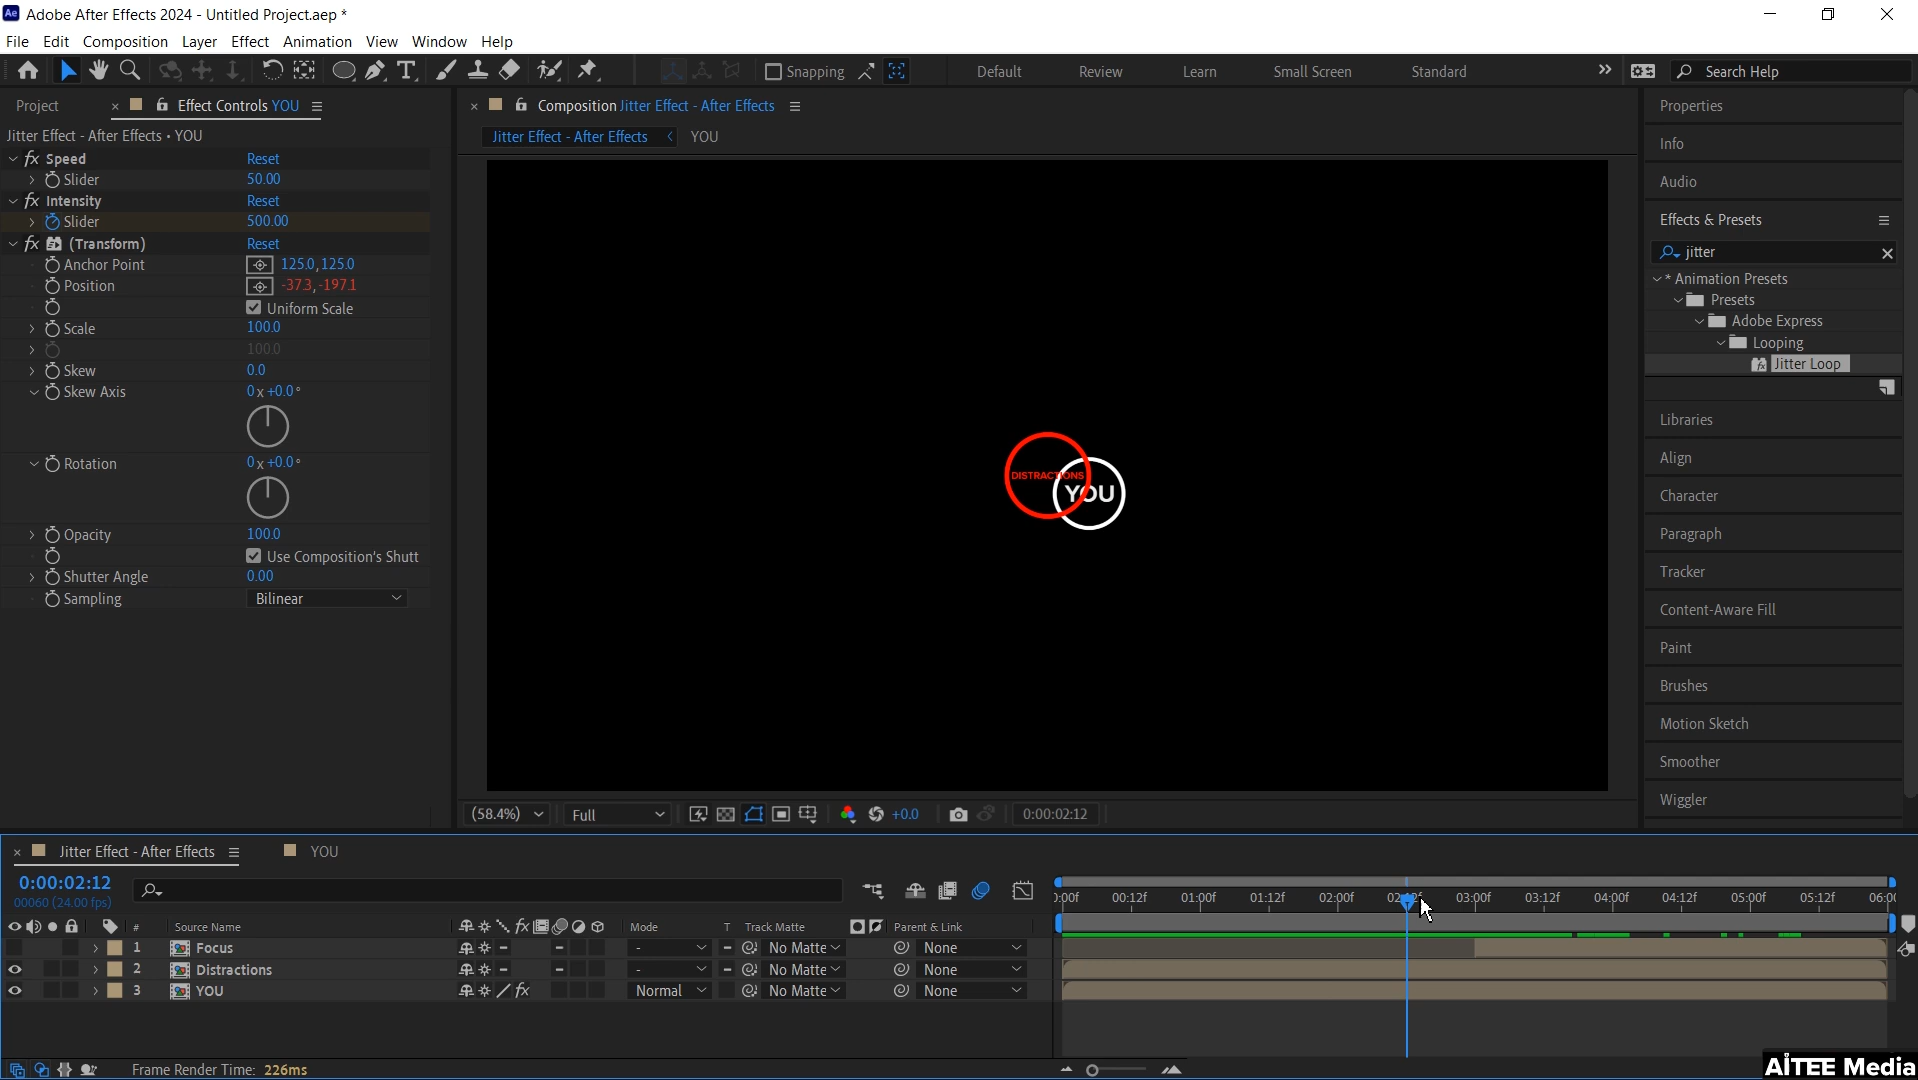 Ae Adobe After Effects 2024 - Untitled Project.aep *
File Edit Composition Layer Effect Animation View Window Help
Snapping Default Review Learn Small Screen Standard Search Help
Project × Effect Controls YOU
Jitter Effect - After Effects • YOU
fx Speed Reset
Slider 50.00
fx Intensity Reset
Slider 500.00
fx (Transform) Reset
Anchor Point 125.0, 125.0
Position -37.3, -197.1
Uniform Scale
Scale 100.0
100.0
Skew 0.0
Skew Axis 0 x +0.0°
Rotation 0 x +0.0°
Opacity 100.0
Use Composition's Shutt
Shutter Angle 0.00
Sampling Bilinear
× Composition Jitter Effect - After Effects
Jitter Effect - After Effects < YOU
DISTRACTIONS
YOU
(58.4%) Full +0.0 0:00:02:12
Properties
Info
Audio
Effects & Presets
jitter
* Animation Presets
Presets
Adobe Express
Looping
Jitter Loop
Libraries
Align
Character
Paragraph
Tracker
Content-Aware Fill
Paint
Brushes
Motion Sketch
Smoother
Wiggler
× Jitter Effect - After Effects YOU
0:00:02:12
00060 (24.00 fps)
:00f 00:12f 01:00f 01:12f 02:00f 03:00f 03:12f 04:00f 04:12f 05:00f 05:12f 06:00
# Source Name fx Mode T Track Matte Parent & Link
1 Focus - No Matte None
2 Distractions - No Matte None
3 YOU fx Normal No Matte None
Frame Render Time: 226ms
AiTEE Media